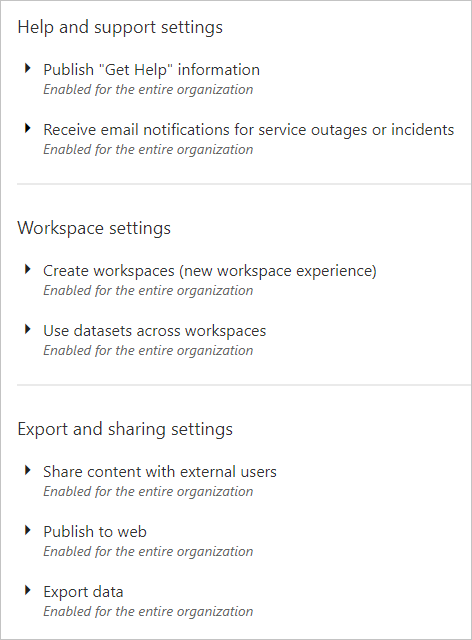 Help and support settings
Publish "Get Help" information
Enabled for the entire organization
Receive email notifications for service outages or incidents
Enabled for the entire organization
Workspace settings
Create workspaces (new workspace experience)
Enabled for the entire organization
Use datasets across workspaces
Enabled for the entire organization
Export and sharing settings
Share content with external users
Enabled for the entire organization
Publish to web
Enabled for the entire organization
Export data
Enabled for the entire organization